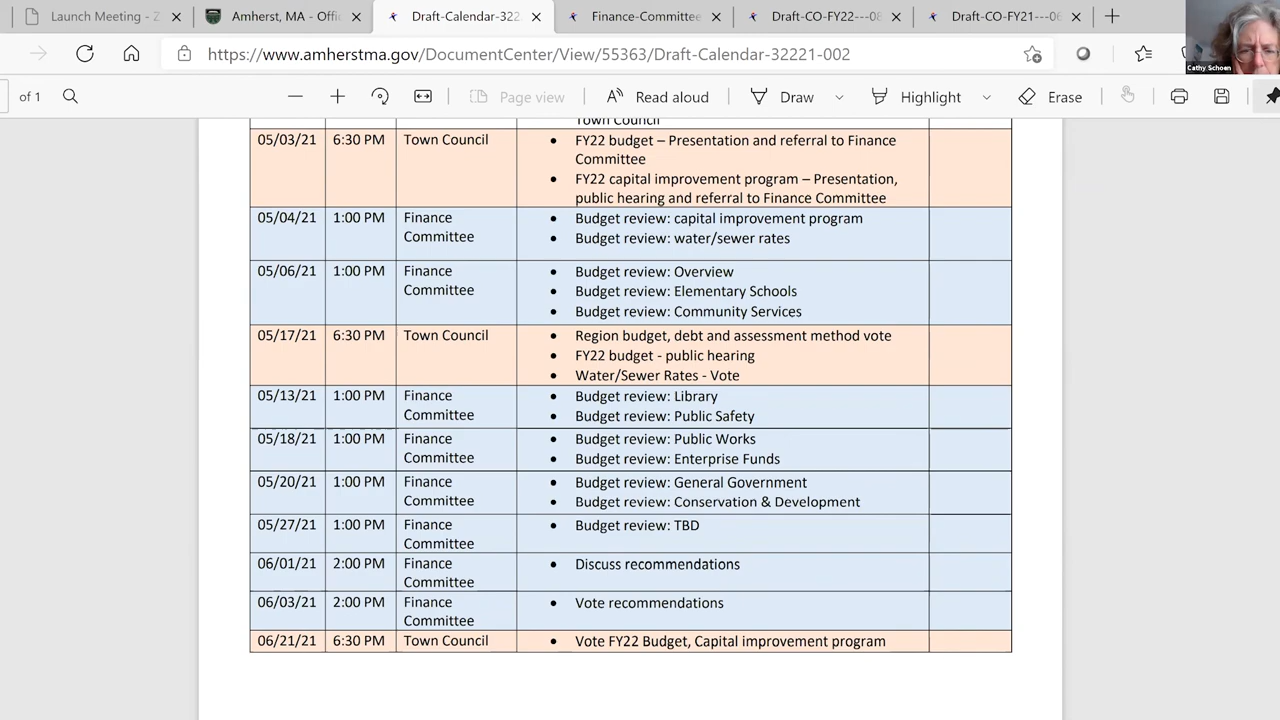 Launch Meeting - Z
Amherst, MA - Offic
Draft-Calendar-322
Finance-Committee
Draft-CO-FY22---08
Draft-CO-FY21---06
https://www.amherstma.gov/DocumentCenter/View/55363/Draft-Calendar-32221-002
Cathy Schoen
of 1
Page view
Read aloud
Draw
Highlight
Erase
Town Council
05/03/21 6:30 PM Town Council • FY22 budget – Presentation and referral to Finance
Committee
• FY22 capital improvement program – Presentation,
public hearing and referral to Finance Committee
05/04/21 1:00 PM Finance • Budget review: capital improvement program
Committee • Budget review: water/sewer rates
05/06/21 1:00 PM Finance • Budget review: Overview
Committee • Budget review: Elementary Schools
• Budget review: Community Services
05/17/21 6:30 PM Town Council • Region budget, debt and assessment method vote
• FY22 budget - public hearing
• Water/Sewer Rates - Vote
05/13/21 1:00 PM Finance • Budget review: Library
Committee • Budget review: Public Safety
05/18/21 1:00 PM Finance • Budget review: Public Works
Committee • Budget review: Enterprise Funds
05/20/21 1:00 PM Finance • Budget review: General Government
Committee • Budget review: Conservation & Development
05/27/21 1:00 PM Finance • Budget review: TBD
Committee
06/01/21 2:00 PM Finance • Discuss recommendations
Committee
06/03/21 2:00 PM Finance • Vote recommendations
Committee
06/21/21 6:30 PM Town Council • Vote FY22 Budget, Capital improvement program